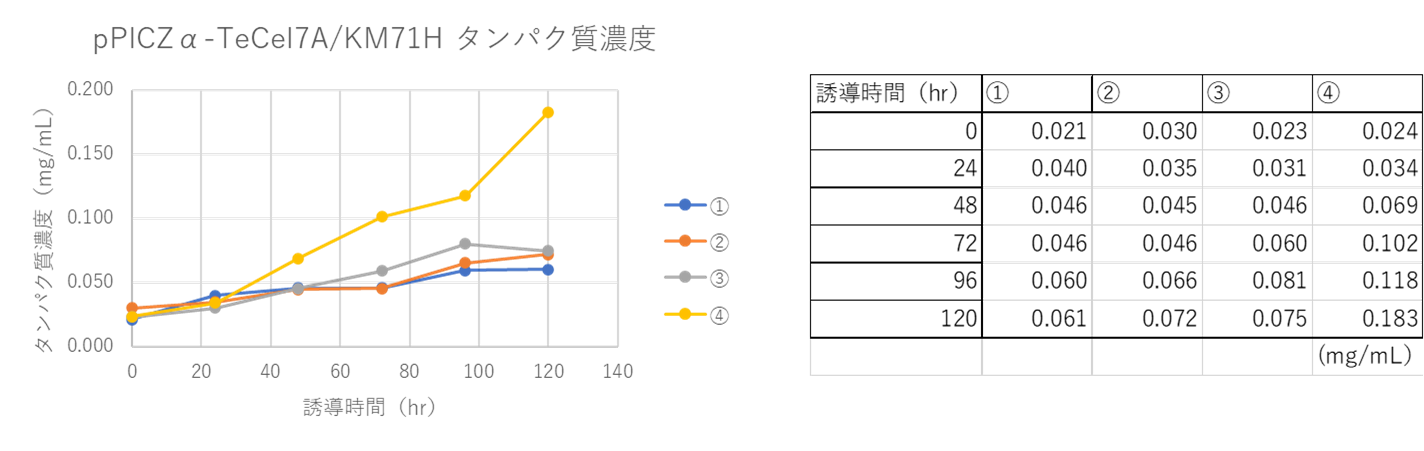 pPICZα-TeCel7A/KM71H タンパク質濃度
タンパク質濃度（mg/mL）
0.200
0.150
0.100
0.050
0.000
0 20 40 60 80 100 120 140
誘導時間（hr）
①
②
③
④
誘導時間（hr） ① ② ③ ④
0 0.021 0.030 0.023 0.024
24 0.040 0.035 0.031 0.034
48 0.046 0.045 0.046 0.069
72 0.046 0.046 0.060 0.102
96 0.060 0.066 0.081 0.118
120 0.061 0.072 0.075 0.183
(mg/mL)